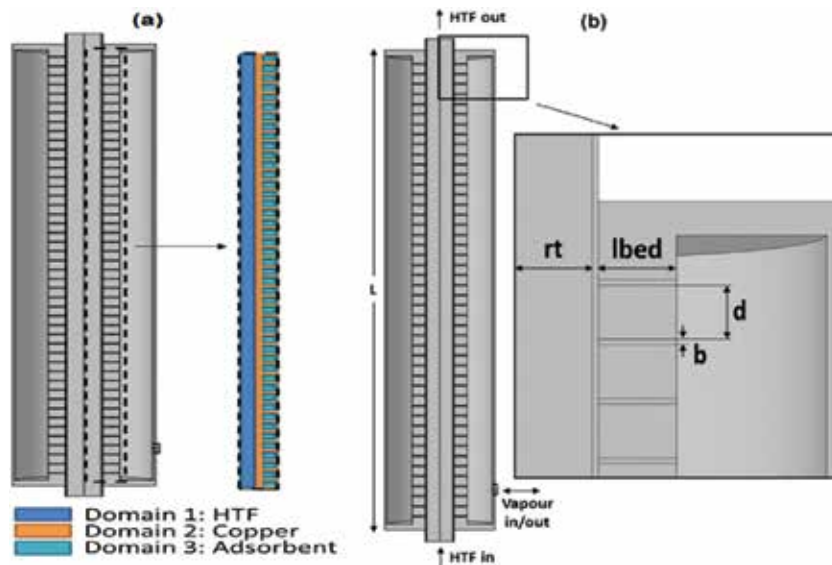 (a)
Domain 1: HTF
Domain 2: Copper
Domain 3: Adsorbent
HTF out
(b)
L
rt
lbed
d
b
Vapour
in/out
HTF in